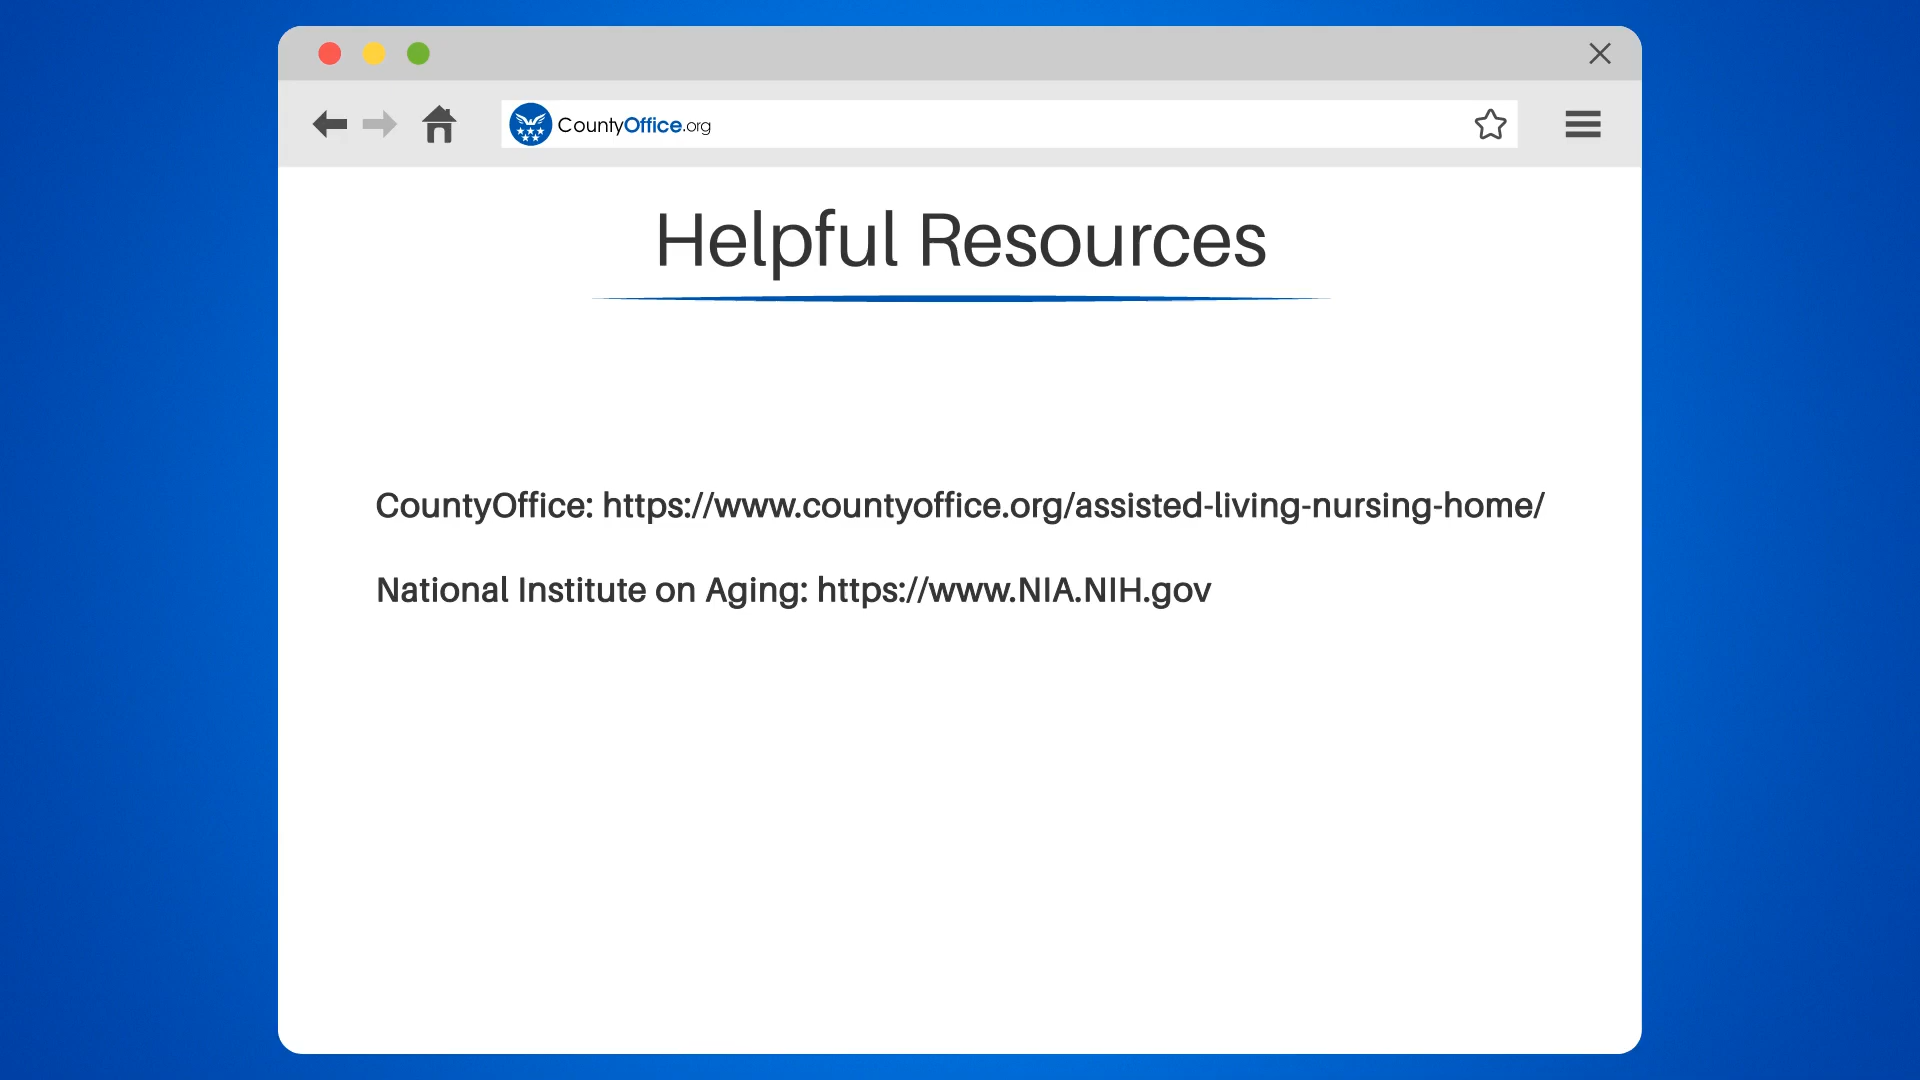 CountyOffice.org
Helpful Resources
CountyOffice: https://www.countyoffice.org/assisted-living-nursing-home/
National Institute on Aging: https://www.NIA.NIH.gov